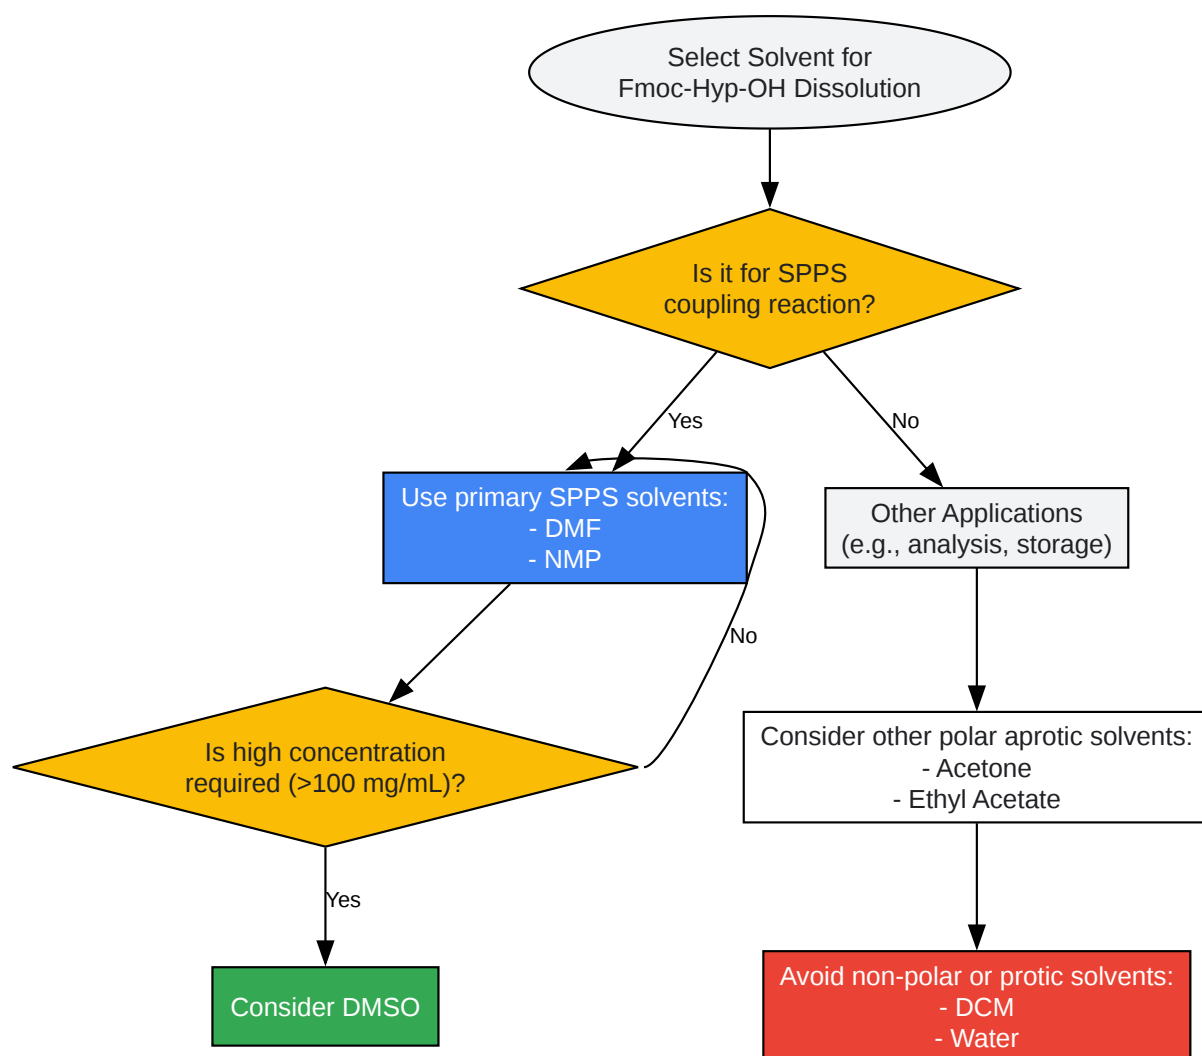 Select Solvent for
Fmoc-Hyp-OH Dissolution
Is it for SPPS
coupling reaction?
Yes
No
Use primary SPPS solvents:
- DMF
- NMP
Other Applications
(e.g., analysis, storage)
No
Is high concentration
required (>100 mg/mL)?
Consider other polar aprotic solvents:
- Acetone
- Ethyl Acetate
Yes
Consider DMSO
Avoid non-polar or protic solvents:
- DCM
- Water